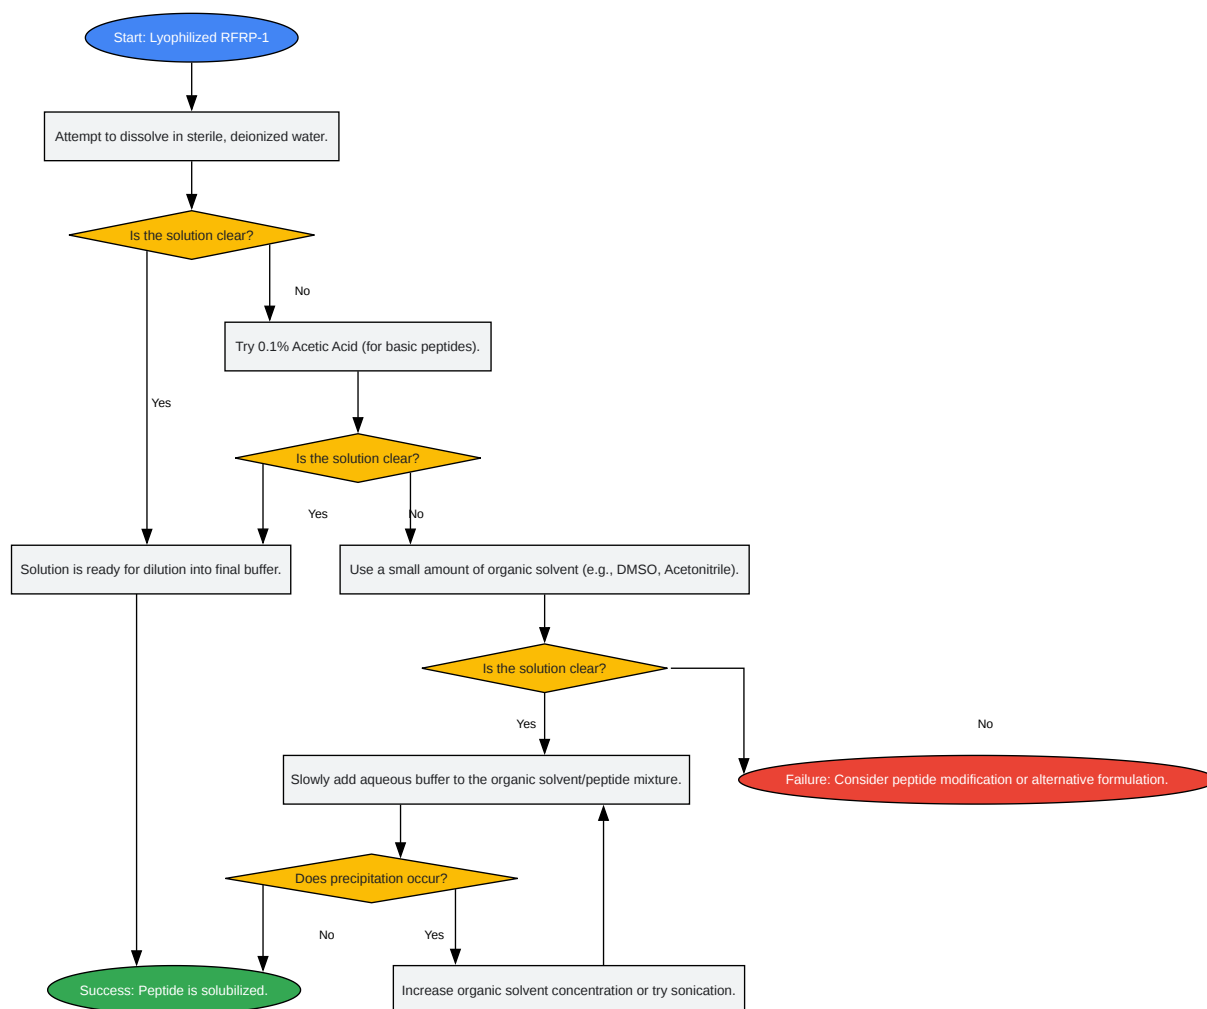 Start: Lyophilized RFRP-1
Attempt to dissolve in sterile, deionized water.
Is the solution clear?
No
Try 0.1% Acetic Acid (for basic peptides).
Yes
Is the solution clear?
Yes
No
Solution is ready for dilution into final buffer.
Use a small amount of organic solvent (e.g., DMSO, Acetonitrile).
Is the solution clear?
Yes
No
Slowly add aqueous buffer to the organic solvent/peptide mixture.
Failure: Consider peptide modification or alternative formulation.
Does precipitation occur?
No
Yes
Success: Peptide is solubilized.
Increase organic solvent concentration or try sonication.